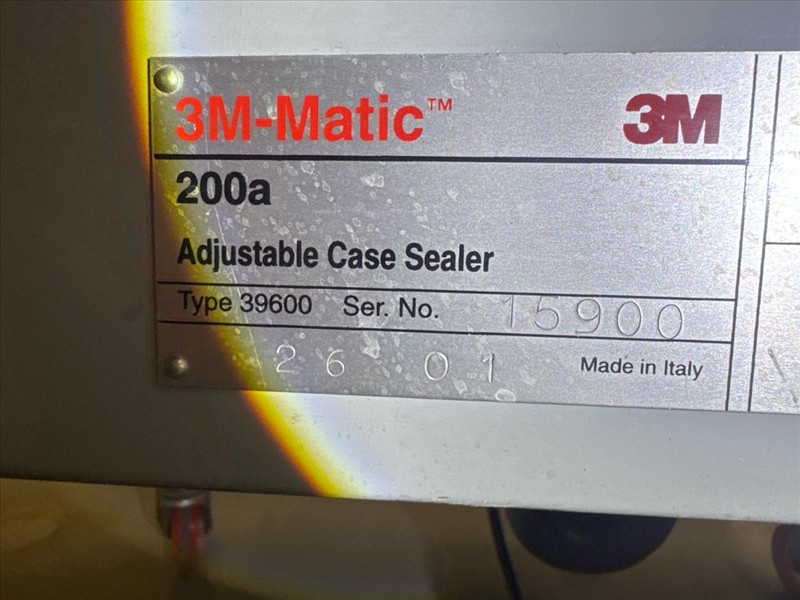 3M-Matic™ 3M
200a
Adjustable Case Sealer
Type 39600 Ser. No. 15900
26 01 Made in Italy